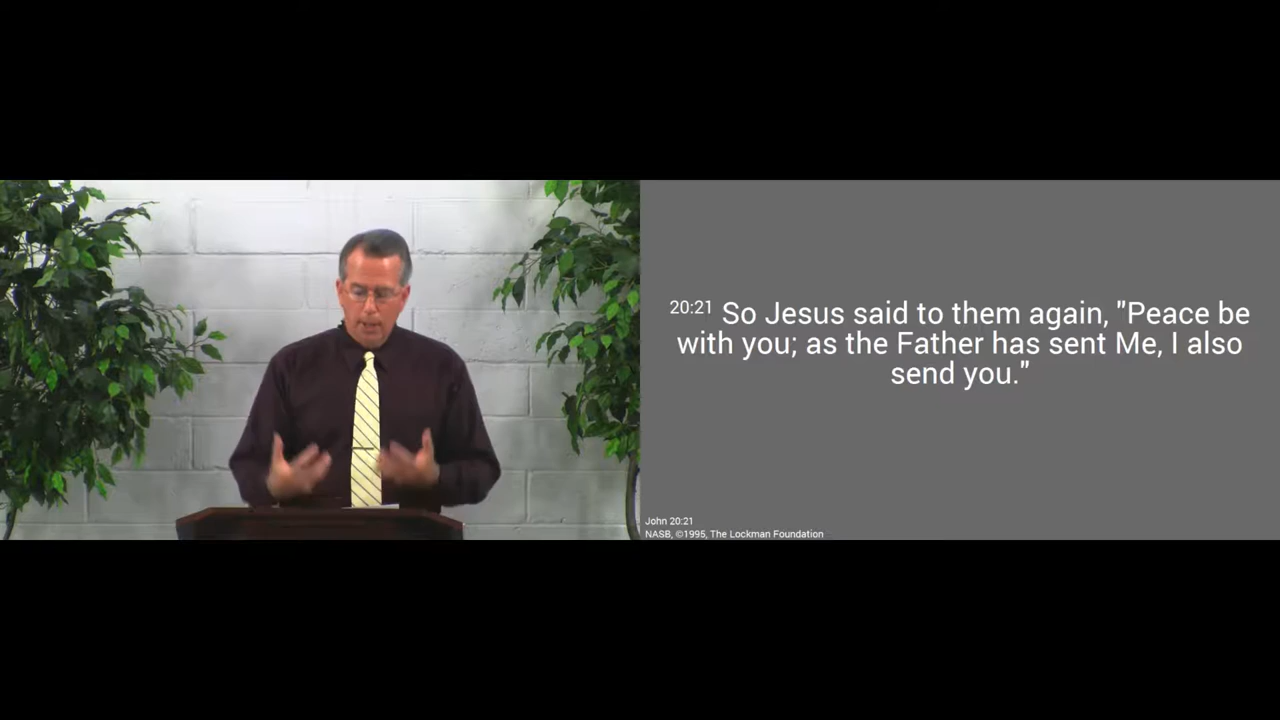 20:21 So Jesus said to them again, "Peace be
with you; as the Father has sent Me, I also
send you."
John 20:21
NASB, ©1995, The Lockman Foundation